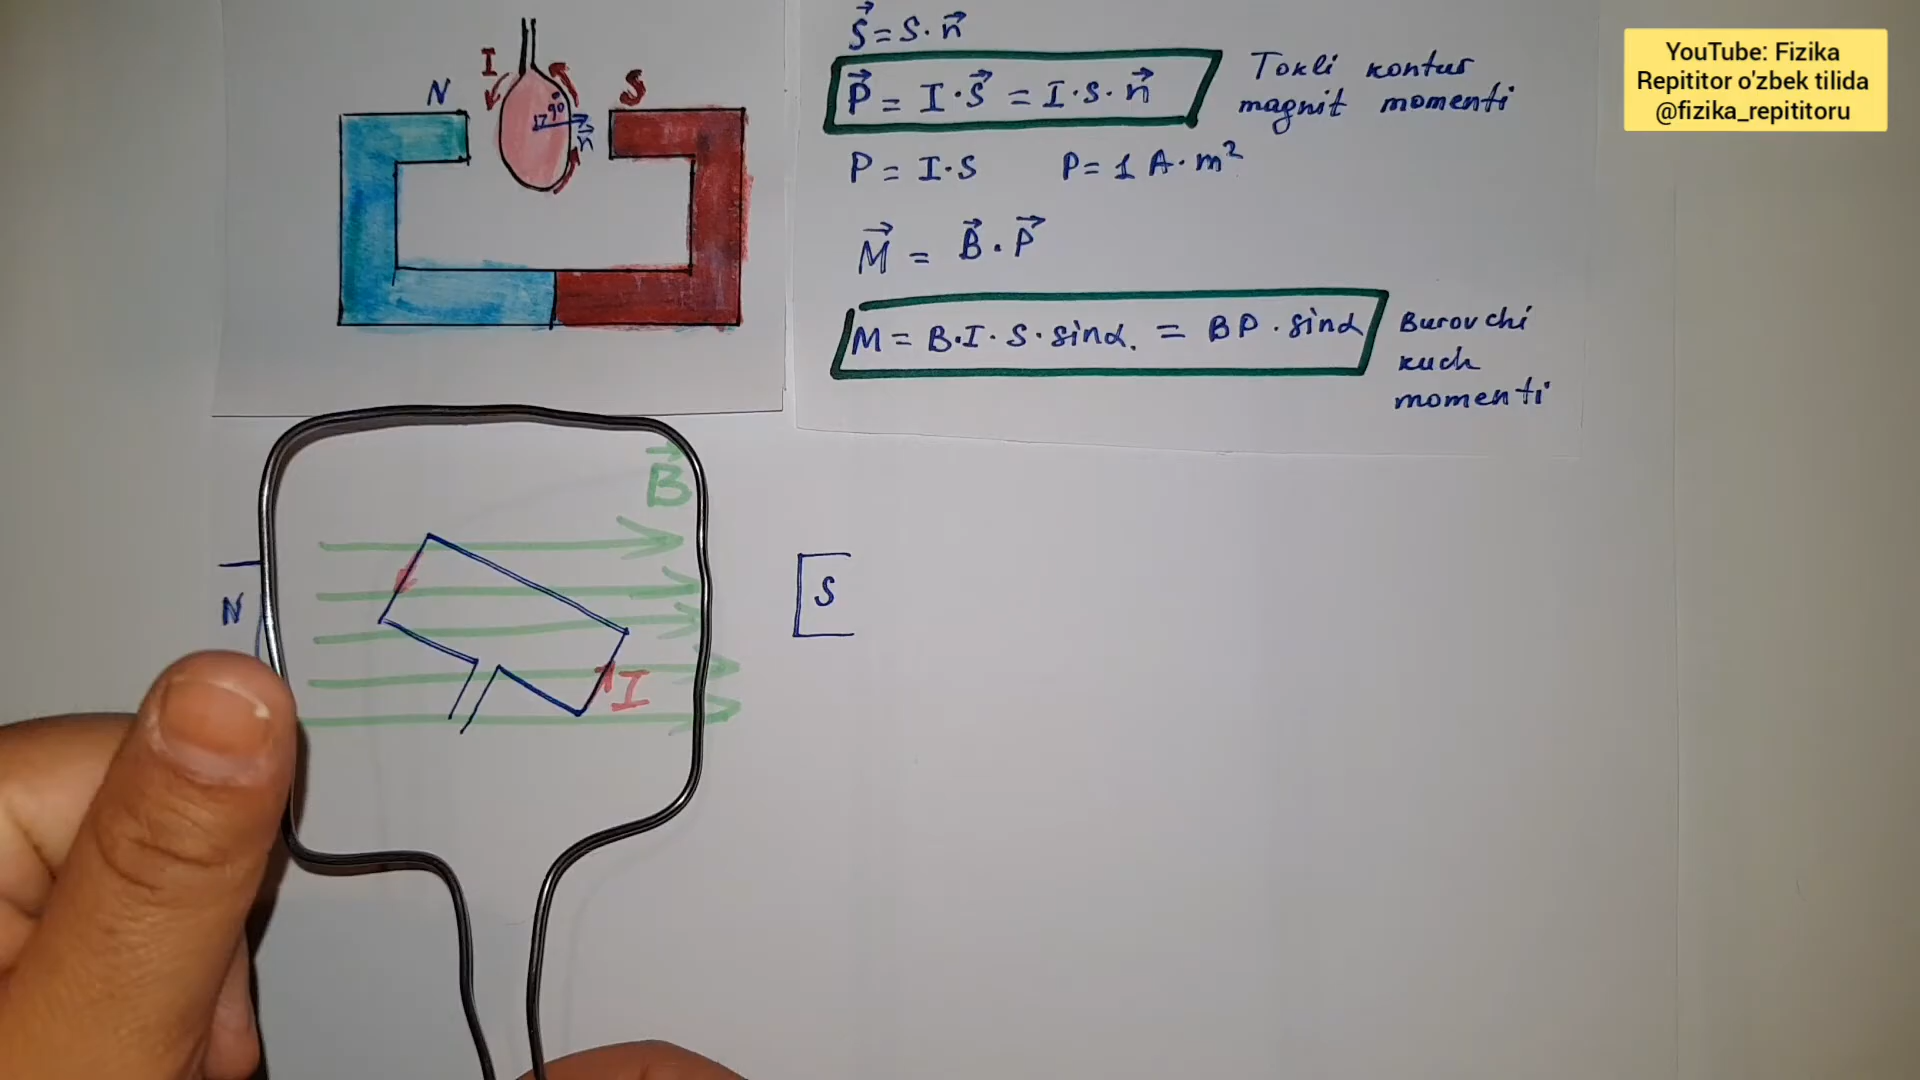 I
N
S
90
n⃗
S⃗ = S · n⃗
P⃗ = I · S⃗ = I · S · n⃗
Tokli kontur
magnit momenti
P = I · S P = 1 A · m²
M⃗ = B⃗ · P⃗
M = B · I · S · sinα. = BP · sinα
Burovchi
kuch
momenti
B⃗
N
S
I
YouTube: Fizika
Repititor o'zbek tilida
@fizika_repititoru